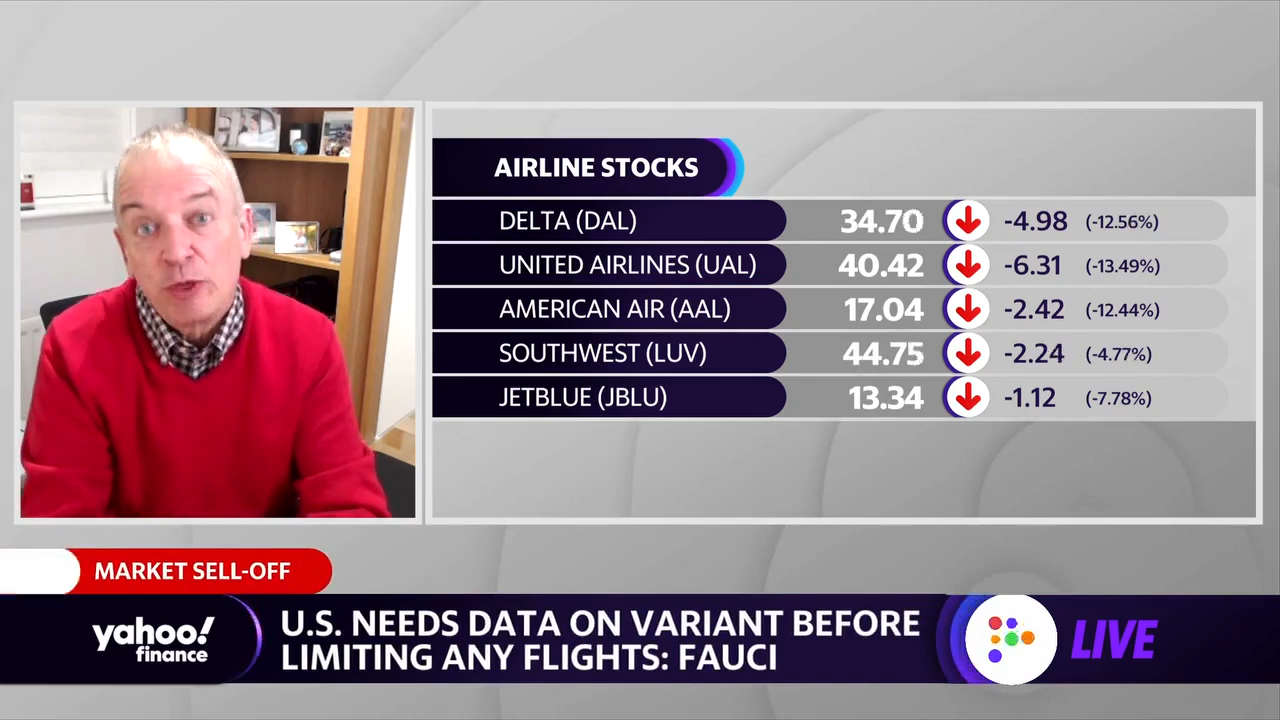 AIRLINE STOCKS
DELTA (DAL) 34.70 -4.98 (-12.56%)
UNITED AIRLINES (UAL) 40.42 -6.31 (-13.49%)
AMERICAN AIR (AAL) 17.04 -2.42 (-12.44%)
SOUTHWEST (LUV) 44.75 -2.24 (-4.77%)
JETBLUE (JBLU) 13.34 -1.12 (-7.78%)
MARKET SELL-OFF
yahoo!
finance
U.S. NEEDS DATA ON VARIANT BEFORE
LIMITING ANY FLIGHTS: FAUCI
LIVE